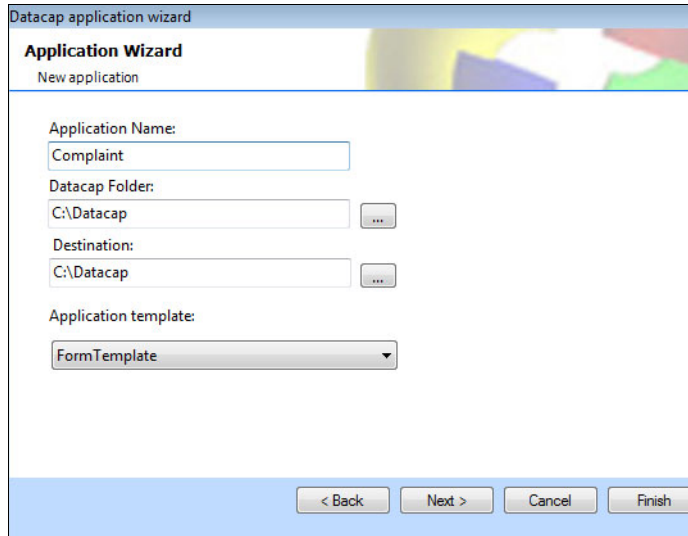 Datacap application wizard
Application Wizard
New application
Application Name:
Complaint
Datacap Folder:
C:\Datacap
...
Destination:
C:\Datacap
...
Application template:
FormTemplate
< Back Next > Cancel Finish